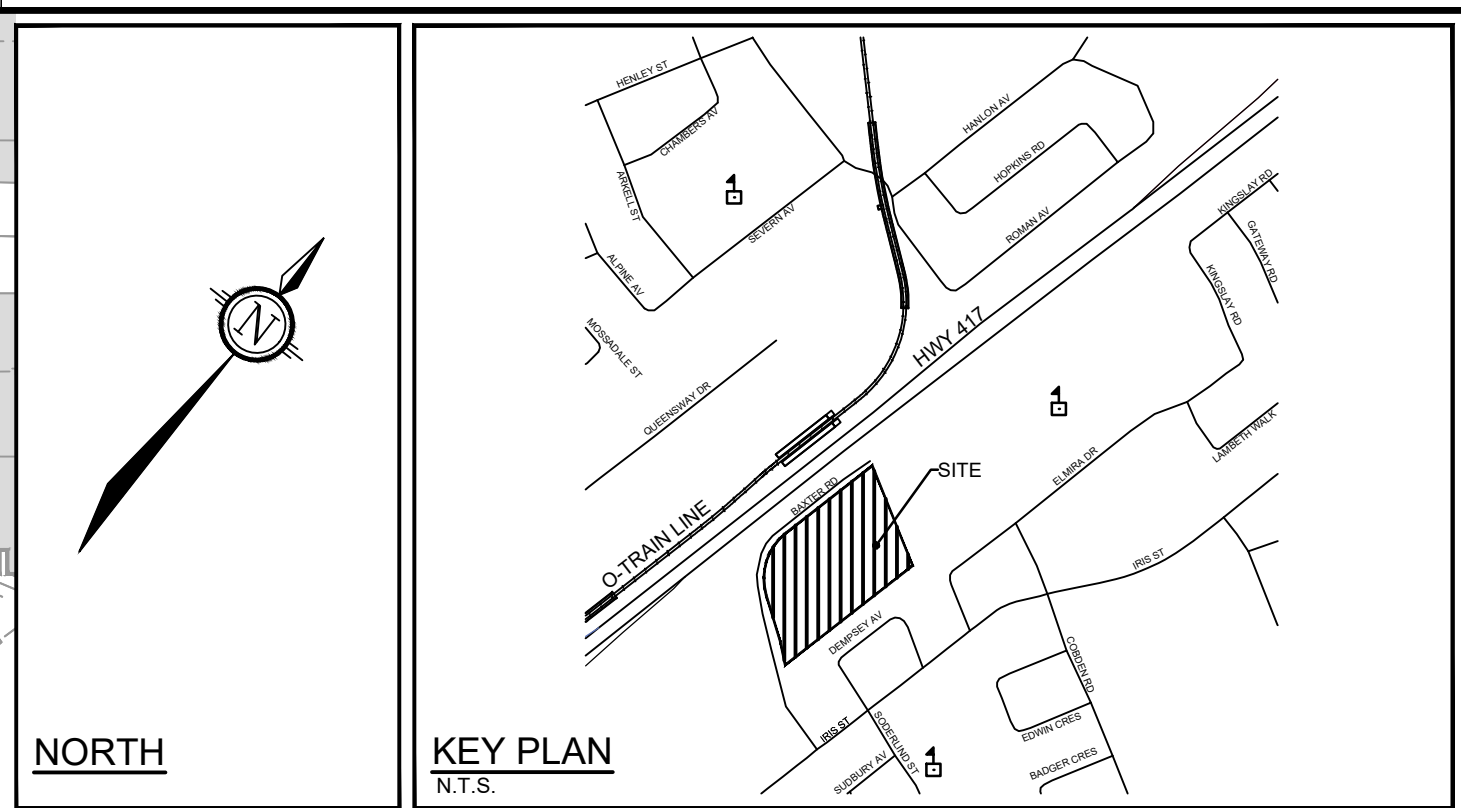 HENLEY ST
CHAMBERS AV
ARKELL ST
SEVERN AV
ALPINE AV
MOSSADALE ST
QUEENSWAY DR
HANLON AV
HOPKINS RD
ROMAN AV
KINGSLAY RD
GATEWAY RD
KINGSLAY RD
HWY 417
N
LAMBETH WALK
ELMIRA DR
SITE
BAXTER RD
O-TRAIN LINE
IRIS ST
DEMPSEY AV
COBDEN RD
IRIS ST
SODERLIND ST
EDWIN CRES
SUDBURY AV
BADGER CRES
NORTH
KEY PLAN
N.T.S.